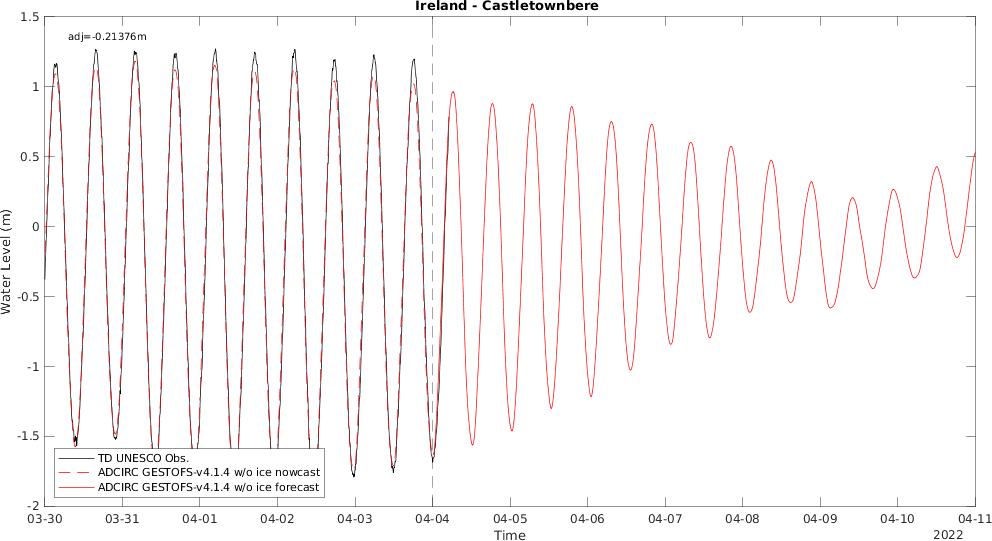 Ireland - Castletownbere
adj=-0.21376m
1.5
1
0.5
0
-0.5
-1
-1.5
-2
Water Level (m)
TD UNESCO Obs.
ADCIRC GESTOFS-v4.1.4 w/o ice nowcast
ADCIRC GESTOFS-v4.1.4 w/o ice forecast
03-30 03-31 04-01 04-02 04-03 04-04 04-05 04-06 04-07 04-08 04-09 04-10 04-11
Time
2022